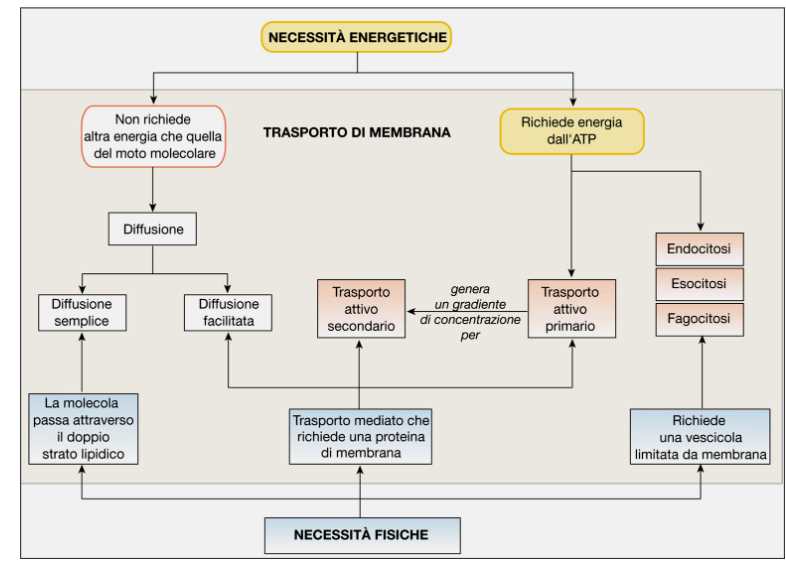 NECESSITÀ ENERGETICHE
Non richiede
altra energia che quella
del moto molecolare
TRASPORTO DI MEMBRANA
Richiede energia
dall'ATP
Diffusione
Endocitosi
Esocitosi
Fagocitosi
Diffusione
semplice
Diffusione
facilitata
Trasporto
attivo
secondario
genera
un gradiente
di concentrazione
per
Trasporto
attivo
primario
La molecola
passa attraverso
il doppio
strato lipidico
Trasporto mediato che
richiede una proteina
di membrana
Richiede
una vescicola
limitata da membrana
NECESSITÀ FISICHE